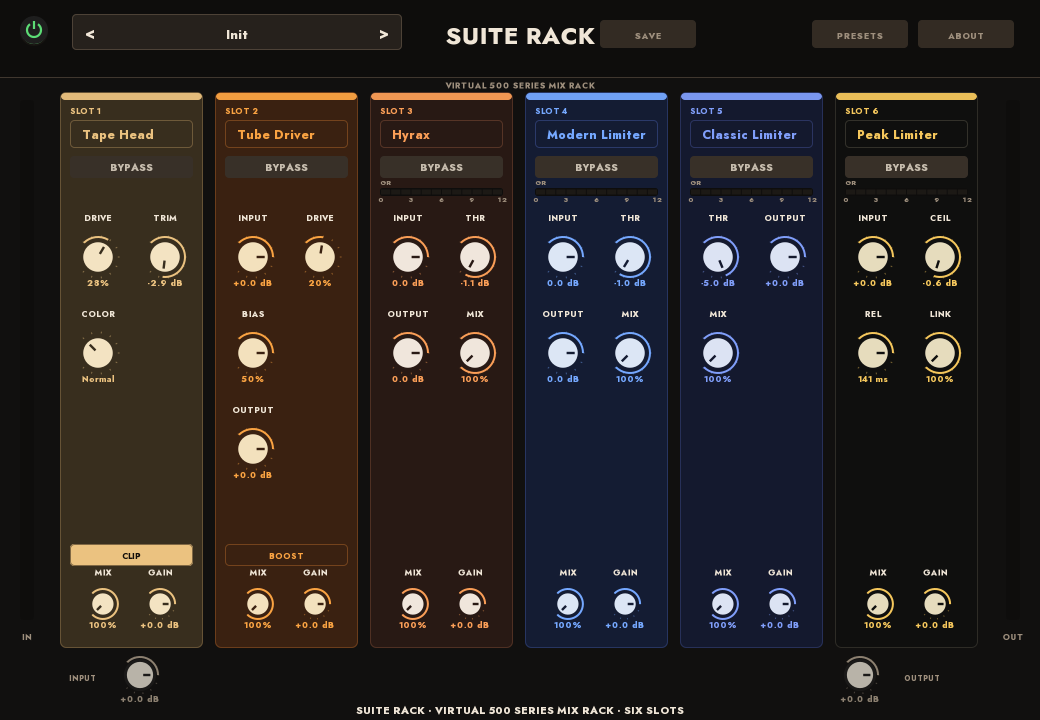 < Init >
SUITE RACK
SAVE
PRESETS
ABOUT
VIRTUAL 500 SERIES MIX RACK
SLOT 1
Tape Head
BYPASS
DRIVE TRIM
28% -2.9 dB
COLOR
Normal
CLIP
MIX GAIN
100% +0.0 dB
SLOT 2
Tube Driver
BYPASS
INPUT DRIVE
+0.0 dB 20%
BIAS
50%
OUTPUT
+0.0 dB
BOOST
MIX GAIN
100% +0.0 dB
SLOT 3
Hyrax
BYPASS
GR
0 3 6 9 12
INPUT THR
0.0 dB -1.1 dB
OUTPUT MIX
0.0 dB 100%
MIX GAIN
100% +0.0 dB
SLOT 4
Modern Limiter
BYPASS
GR
0 3 6 9 12
INPUT THR
0.0 dB -1.0 dB
OUTPUT MIX
0.0 dB 100%
MIX GAIN
100% +0.0 dB
SLOT 5
Classic Limiter
BYPASS
GR
0 3 6 9 12
THR OUTPUT
-5.0 dB +0.0 dB
MIX
100%
MIX GAIN
100% +0.0 dB
SLOT 6
Peak Limiter
BYPASS
GR
0 3 6 9 12
INPUT CEIL
+0.0 dB -0.6 dB
REL LINK
141 ms 100%
MIX GAIN
100% +0.0 dB
IN
OUT
INPUT
+0.0 dB
OUTPUT
+0.0 dB
SUITE RACK · VIRTUAL 500 SERIES MIX RACK · SIX SLOTS